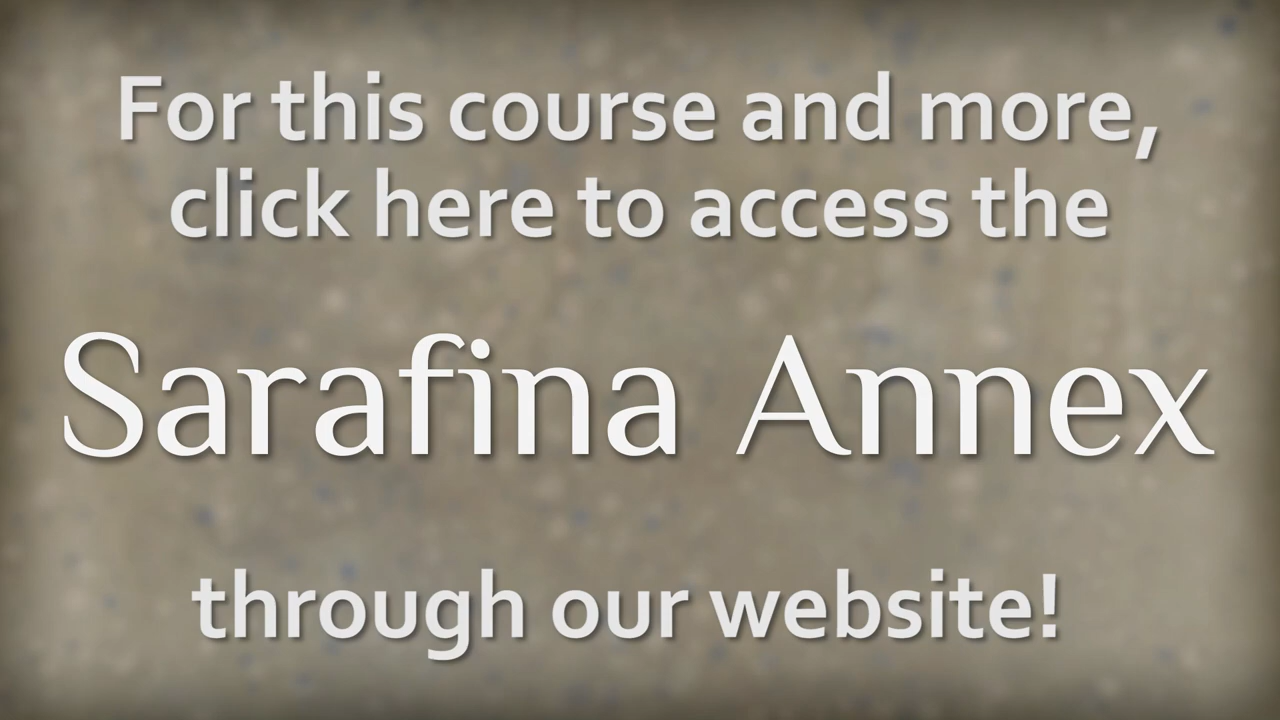 For this course and more,
click here to access the
Sarafina Annex
through our website!